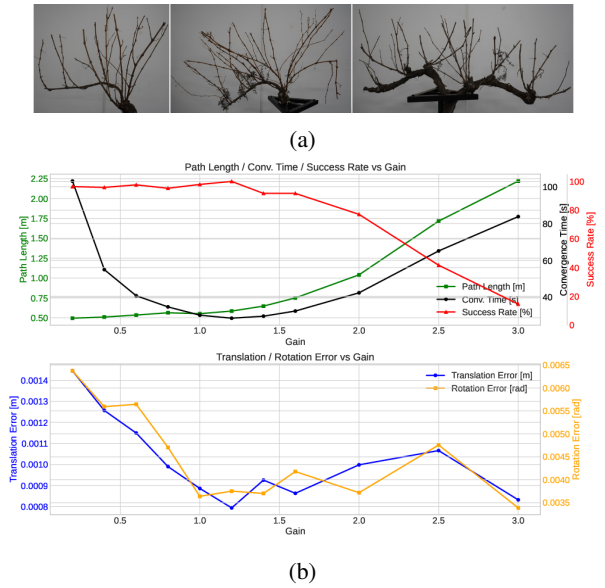 (a)
Path Length / Conv. Time / Success Rate vs Gain
Path Length [m]
2.25
2.00
1.75
1.50
1.25
1.00
0.75
0.50
100
80
60
40
Convergence Time [s]
100
80
60
40
20
0
Success Rate [%]
Path Length [m]
Conv. Time [s]
Success Rate [%]
0.5 1.0 1.5 2.0 2.5 3.0
Gain
Translation / Rotation Error vs Gain
Translation Error [m]
0.0014
0.0013
0.0012
0.0011
0.0010
0.0009
0.0008
Translation Error [m]
Rotation Error [rad]
0.0065
0.0060
0.0055
0.0050
0.0045
0.0040
0.0035
Rotation Error [rad]
0.5 1.0 1.5 2.0 2.5 3.0
Gain
(b)